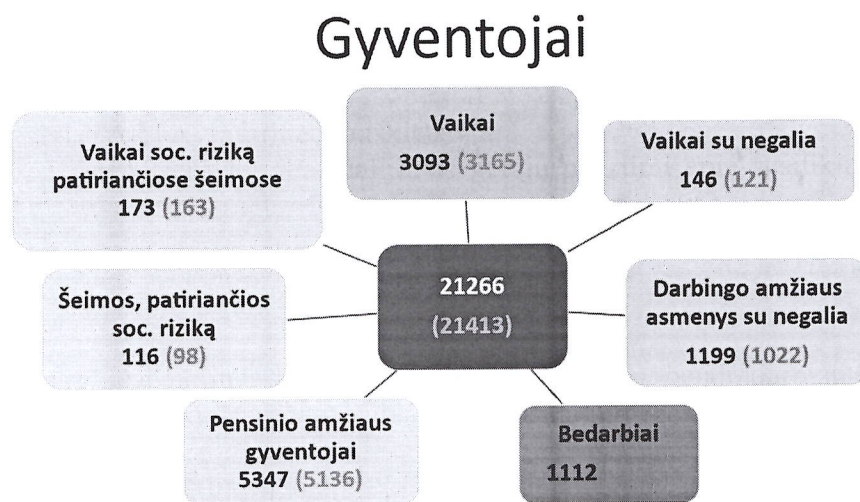 Gyventojai
Vaikai
3093 (3165)
Vaikai su negalia
146 (121)
Vaikai soc. riziką
patiriančiose šeimose
173 (163)
21266
(21413)
Šeimos, patiriančios
soc. riziką
116 (98)
Darbingo amžiaus
asmenys su negalia
1199 (1022)
Pensinio amžiaus
gyventojai
5347 (5136)
Bedarbiai
1112